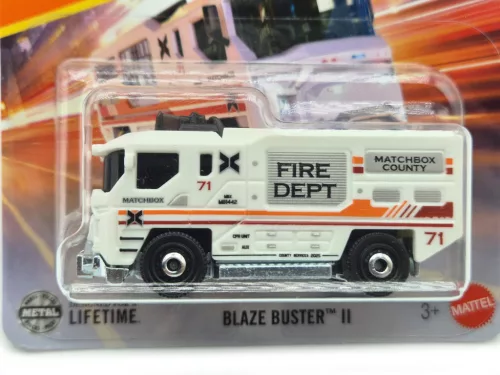 FIRE
DEPT
MATCHBOX
COUNTY
71
MATCHBOX
71
METAL
LIFETIME
BLAZE BUSTER™ II
3+
MATTEL